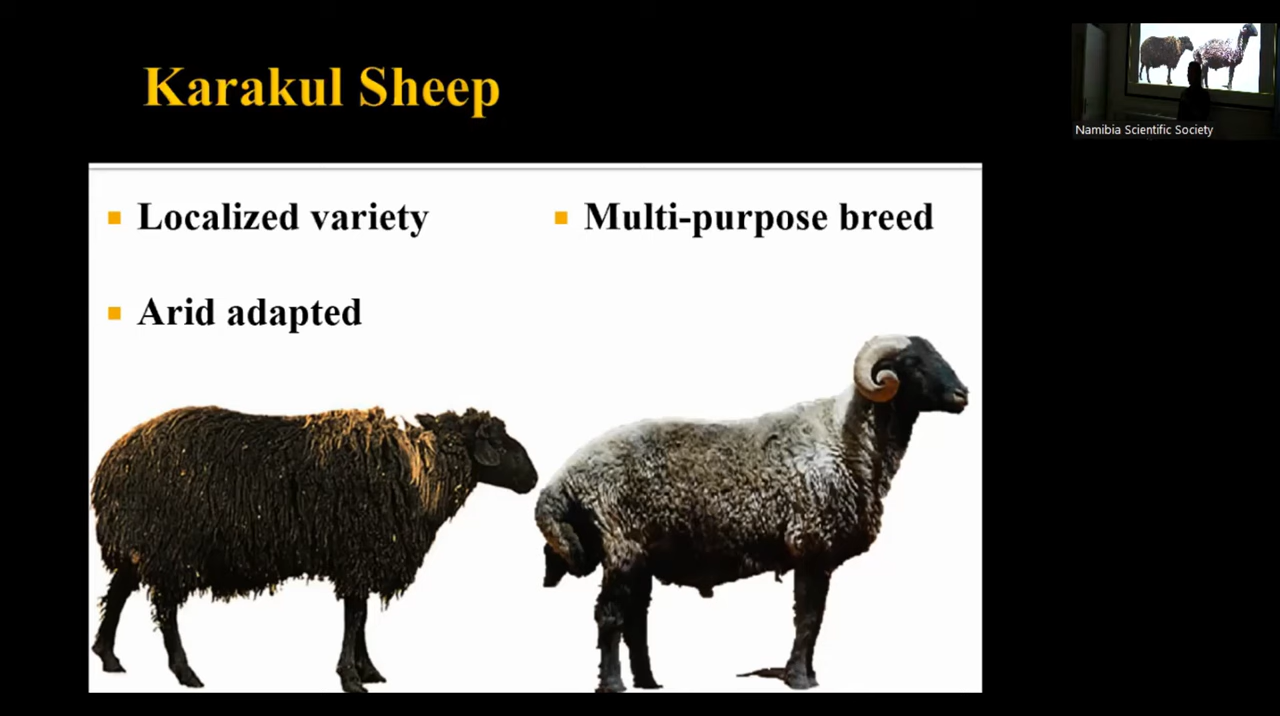 Karakul Sheep
Namibia Scientific Society
Localized variety
Multi-purpose breed
Arid adapted